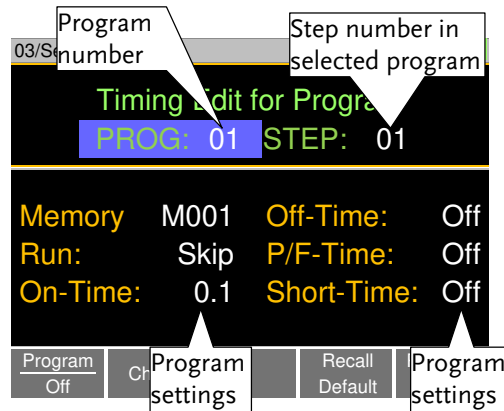 Program
number
Step number in
selected program
03/Se
Timing Edit for Progra
PROG: 01 STEP: 01
Memory M001 Off-Time: Off
Run: Skip P/F-Time: Off
On-Time: 0.1 Short-Time: Off
Program
Off
Ch
Recall
Default
Program
settings
Program
settings